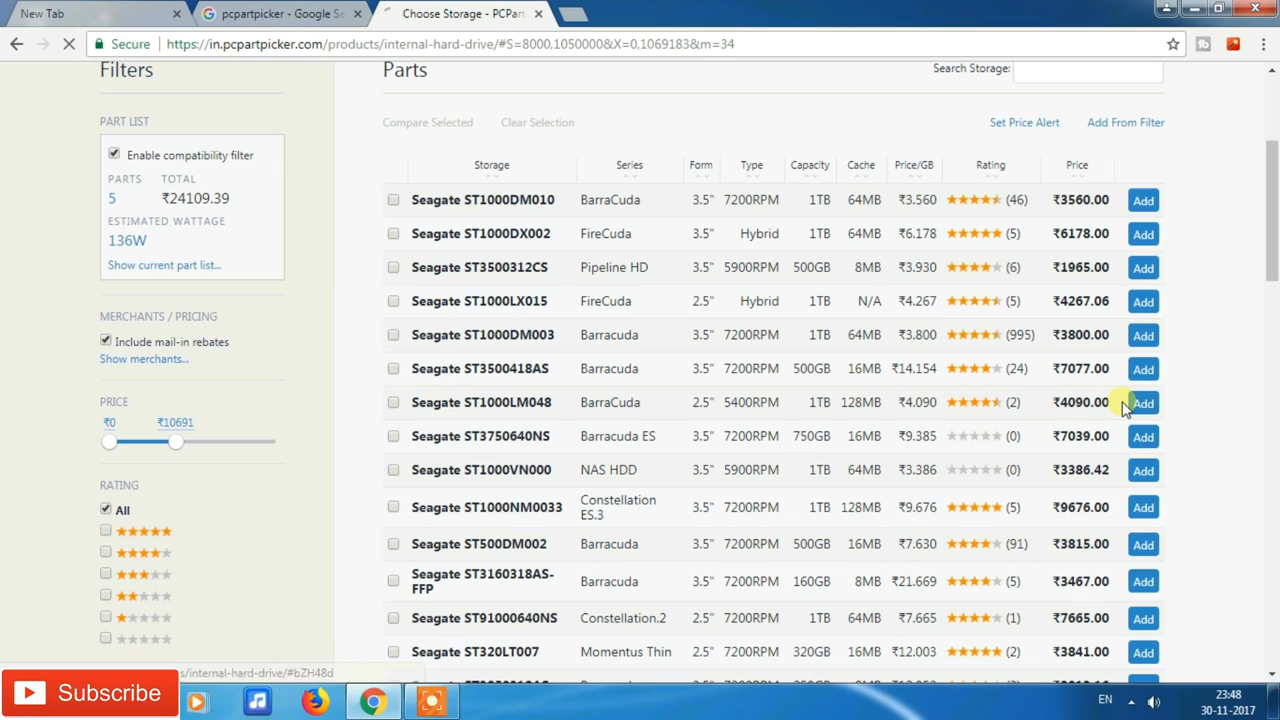 New Tab
pcpartpicker - Google Se
Choose Storage - PCPart
Secure
https://in.pcpartpicker.com/products/internal-hard-drive/#S=8000,10500000&X=0,1069183&m=34
Filters
Parts
Search Storage:
PART LIST
Compare Selected
Clear Selection
Set Price Alert
Add From Filter
Enable compatibility filter
PARTS TOTAL
5 ₹24109.39
ESTIMATED WATTAGE
136W
Show current part list...
MERCHANTS / PRICING
Include mail-in rebates
Show merchants...
PRICE
₹0 ₹10691
RATING
All
Storage Series Form Type Capacity Cache Price/GB Rating Price
Seagate ST1000DM010 BarraCuda 3.5" 7200RPM 1TB 64MB ₹3.560 (46) ₹3560.00 Add
Seagate ST1000DX002 FireCuda 3.5" Hybrid 1TB 64MB ₹6.178 (5) ₹6178.00 Add
Seagate ST3500312CS Pipeline HD 3.5" 5900RPM 500GB 8MB ₹3.930 (6) ₹1965.00 Add
Seagate ST1000LX015 FireCuda 2.5" Hybrid 1TB N/A ₹4.267 (5) ₹4267.06 Add
Seagate ST1000DM003 Barracuda 3.5" 7200RPM 1TB 64MB ₹3.800 (995) ₹3800.00 Add
Seagate ST3500418AS Barracuda 3.5" 7200RPM 500GB 16MB ₹14.154 (24) ₹7077.00 Add
Seagate ST1000LM048 BarraCuda 2.5" 5400RPM 1TB 128MB ₹4.090 (2) ₹4090.00 Add
Seagate ST3750640NS Barracuda ES 3.5" 7200RPM 750GB 16MB ₹9.385 (0) ₹7039.00 Add
Seagate ST1000VN000 NAS HDD 3.5" 5900RPM 1TB 64MB ₹3.386 (0) ₹3386.42 Add
Seagate ST1000NM0033 Constellation ES.3 3.5" 7200RPM 1TB 128MB ₹9.676 (5) ₹9676.00 Add
Seagate ST500DM002 Barracuda 3.5" 7200RPM 500GB 16MB ₹7.630 (91) ₹3815.00 Add
Seagate ST3160318AS-FFP Barracuda 3.5" 7200RPM 160GB 8MB ₹21.669 (5) ₹3467.00 Add
Seagate ST91000640NS Constellation.2 2.5" 7200RPM 1TB 64MB ₹7.665 (1) ₹7665.00 Add
Seagate ST320LT007 Momentus Thin 2.5" 7200RPM 320GB 16MB ₹12.003 (2) ₹3841.00 Add
s/internal-hard-drive/#bZH48d
Subscribe
EN
23:48
30-11-2017